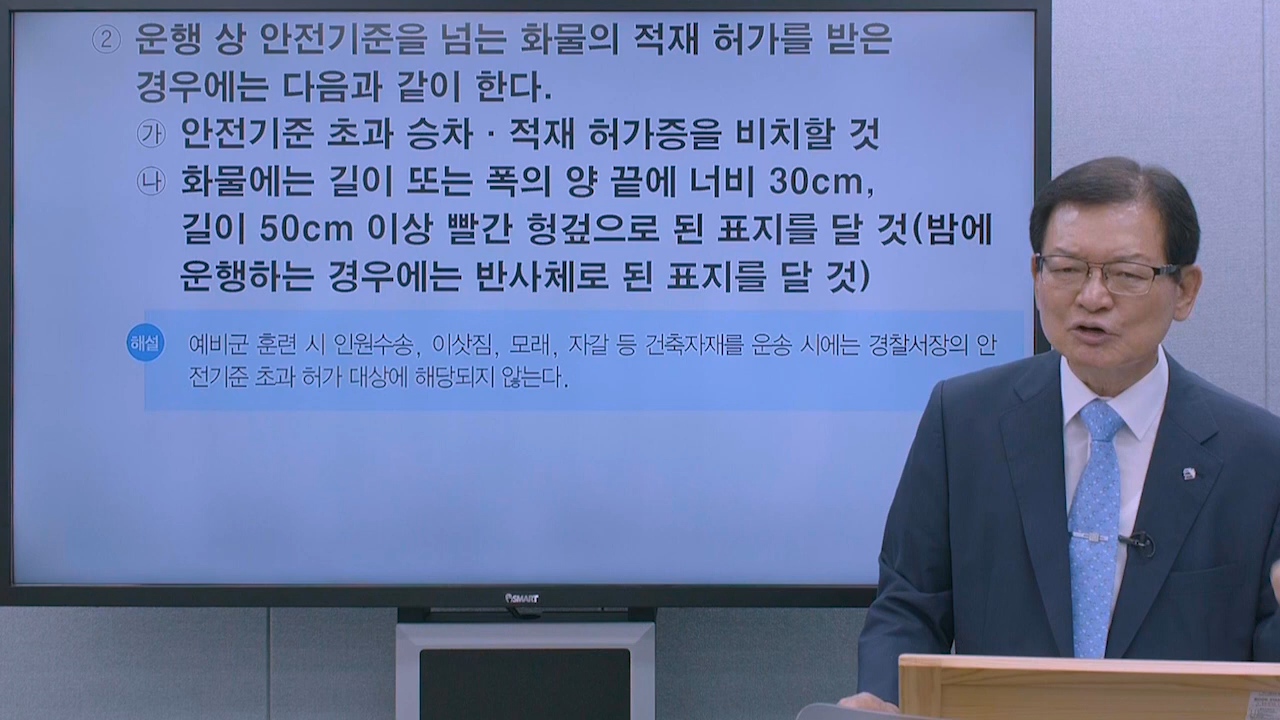 ② 운행 상 안전기준을 넘는 화물의 적재 허가를 받은
경우에는 다음과 같이 한다.
㉮ 안전기준 초과 승차 · 적재 허가증을 비치할 것
㉯ 화물에는 길이 또는 폭의 양 끝에 너비 30cm,
길이 50cm 이상 빨간 헝겊으로 된 표지를 달 것(밤에
운행하는 경우에는 반사체로 된 표지를 달 것)
해설 예비군 훈련 시 인원수송, 이삿짐, 모래, 자갈 등 건축자재를 운송 시에는 경찰서장의 안
전기준 초과 허가 대상에 해당되지 않는다.
SMART